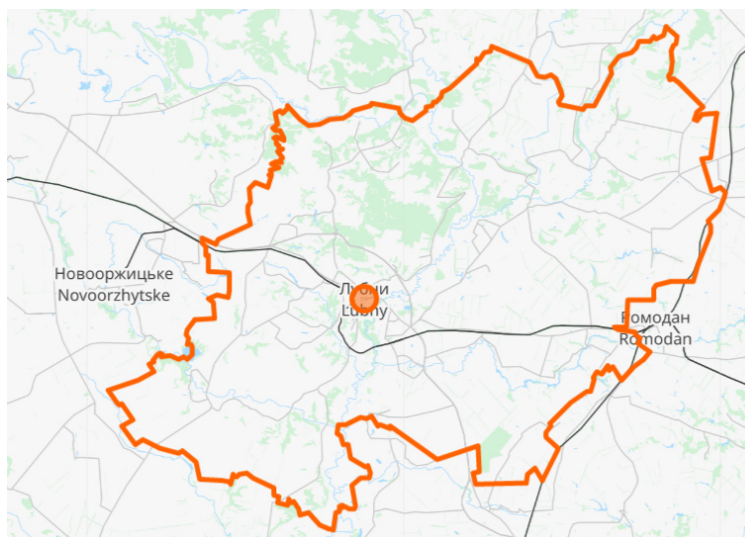 Новооржицьке
Novoorzhytske
Лубни
Lubny
Ромодан
Romodan